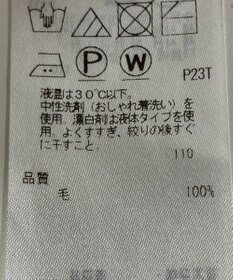 P W
P23T
液温は30℃以下。
中性洗剤（おしゃれ着洗い）を
使用。漂白剤は液体タイプを使
用。よくすすぎ、絞りの後すぐ
に干すこと。
110
品質
毛 100%